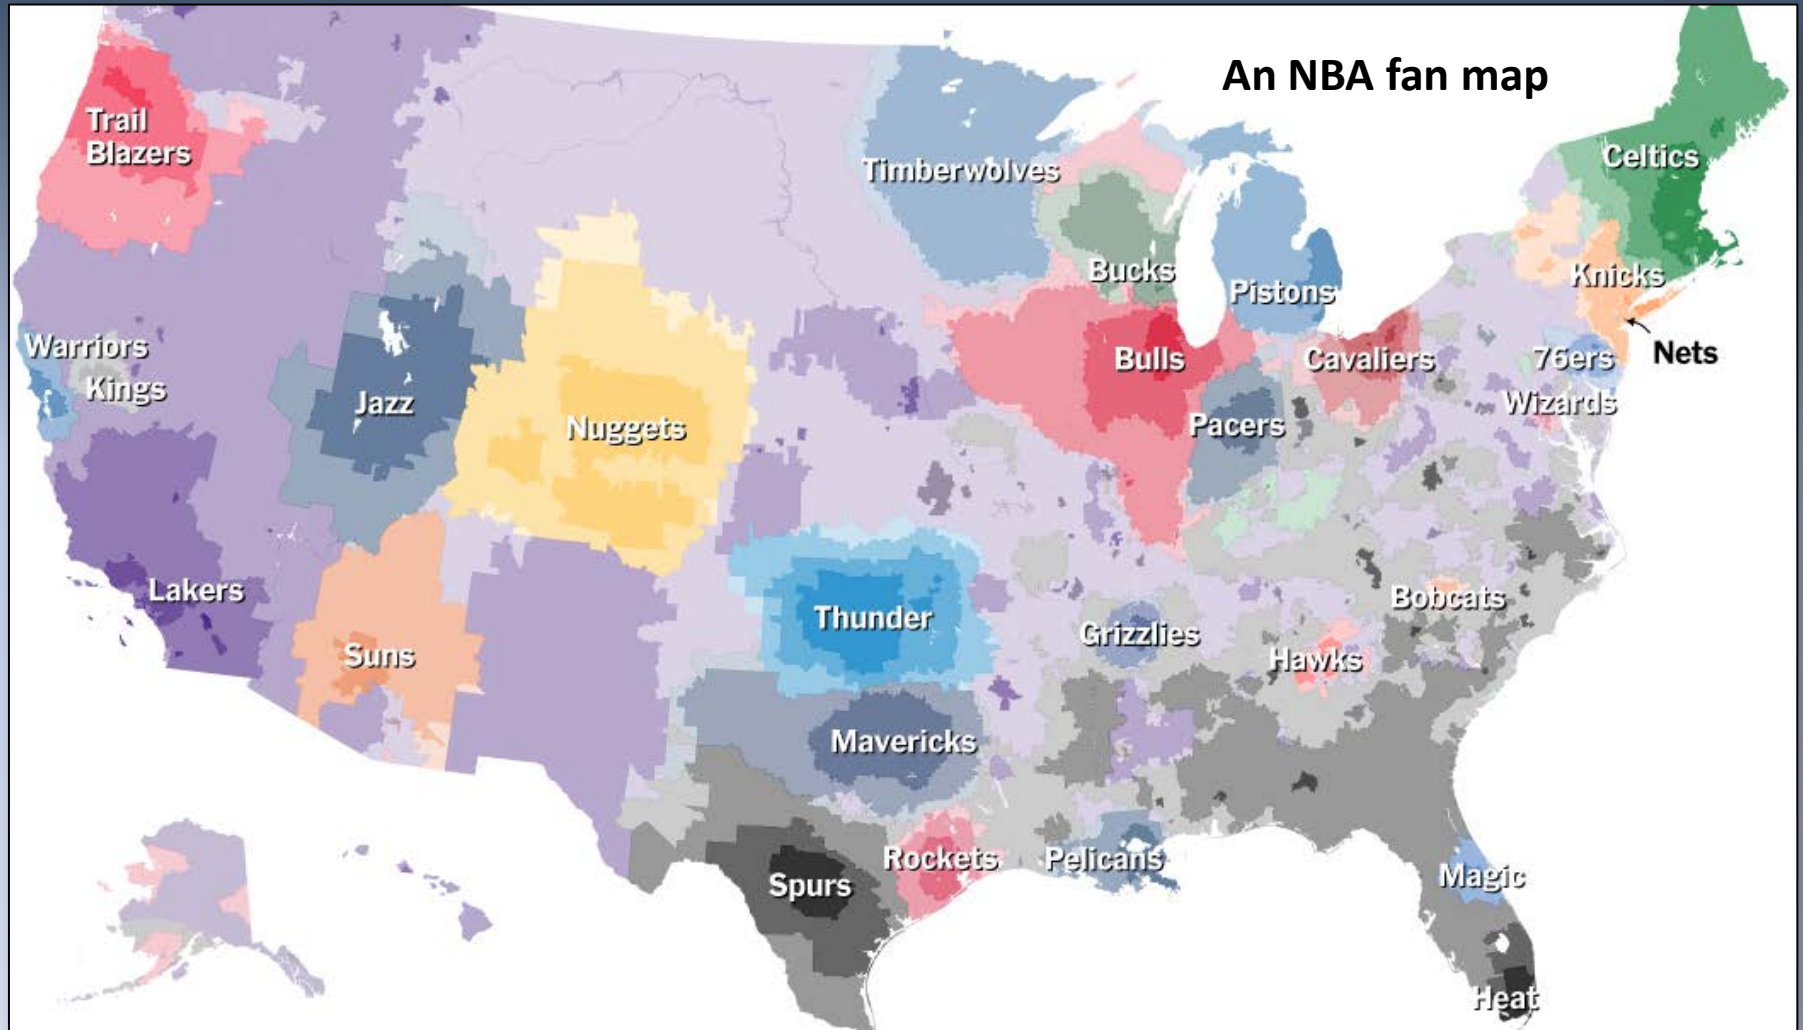 An NBA fan map
Trail
Blazers
Timberwolves
Celtics
Bucks
Pistons
Knicks
Warriors
Kings
Jazz
Nuggets
Bulls
Cavaliers
76ers
Nets
Wizards
Pacers
Lakers
Suns
Thunder
Grizzlies
Bobcats
Hawks
Mavericks
Spurs
Rockets
Pelicans
Magic
Heat